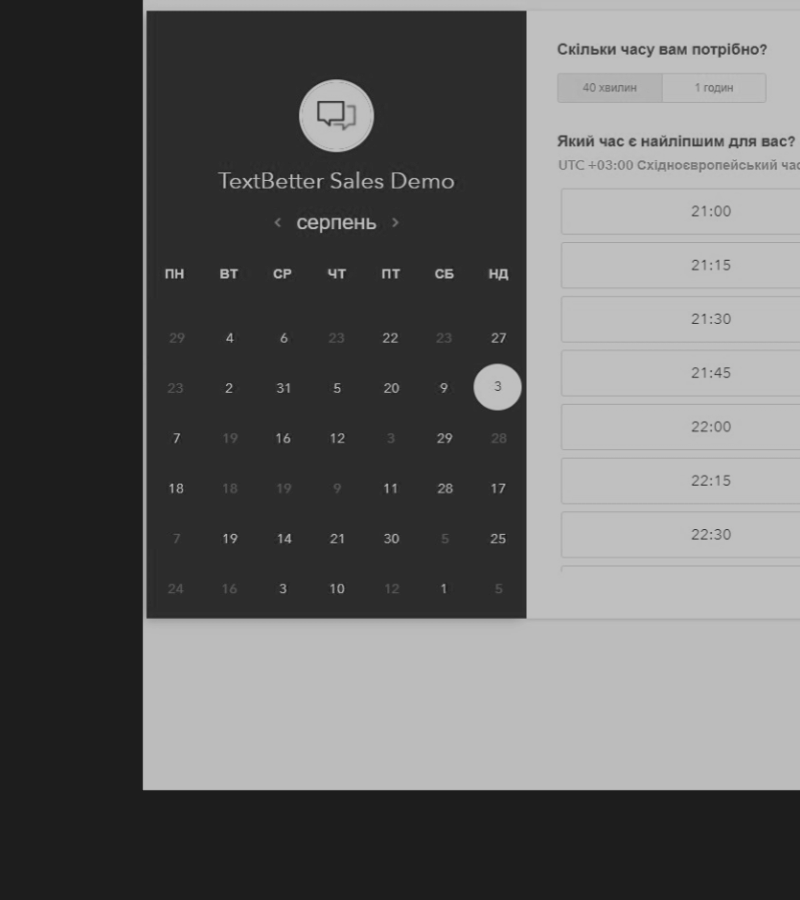 TextBetter Sales Demo
< серпень >
ПН ВТ СР ЧТ ПТ СБ НД
29 4 6 23 22 23 27
23 2 31 5 20 9 3
7 19 16 12 3 29 28
18 18 19 9 11 28 17
7 19 14 21 30 5 25
24 16 3 10 12 1 5
Скільки часу вам потрібно?
40 хвилин 1 годин
Який час є найліпшим для вас?
UTC +03:00 Східноєвропейський час
21:00
21:15
21:30
21:45
22:00
22:15
22:30